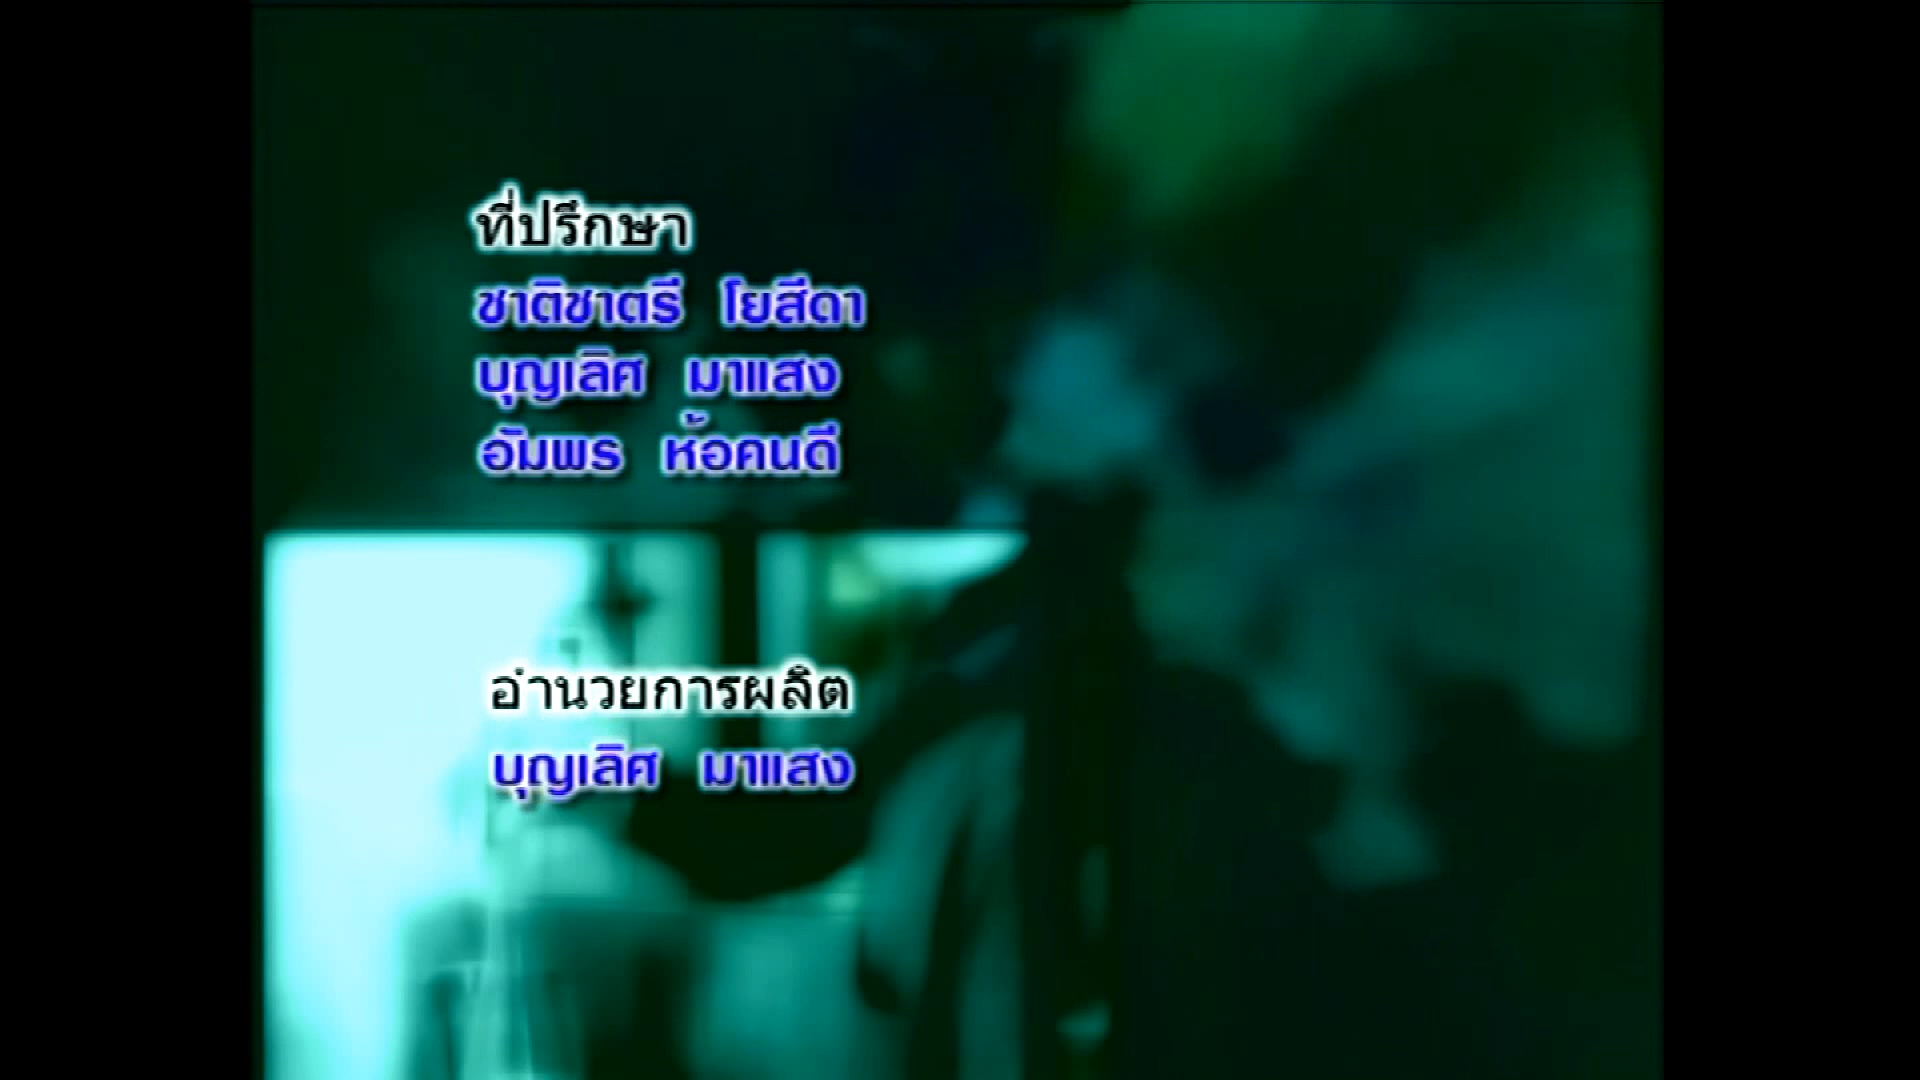 ที่ปรึกษา
ชาติชาตรี โยสีดา
บุญเลิศ มาแสง
อัมพร ห้อคนดี
อำนวยการผลิต
บุญเลิศ มาแสง